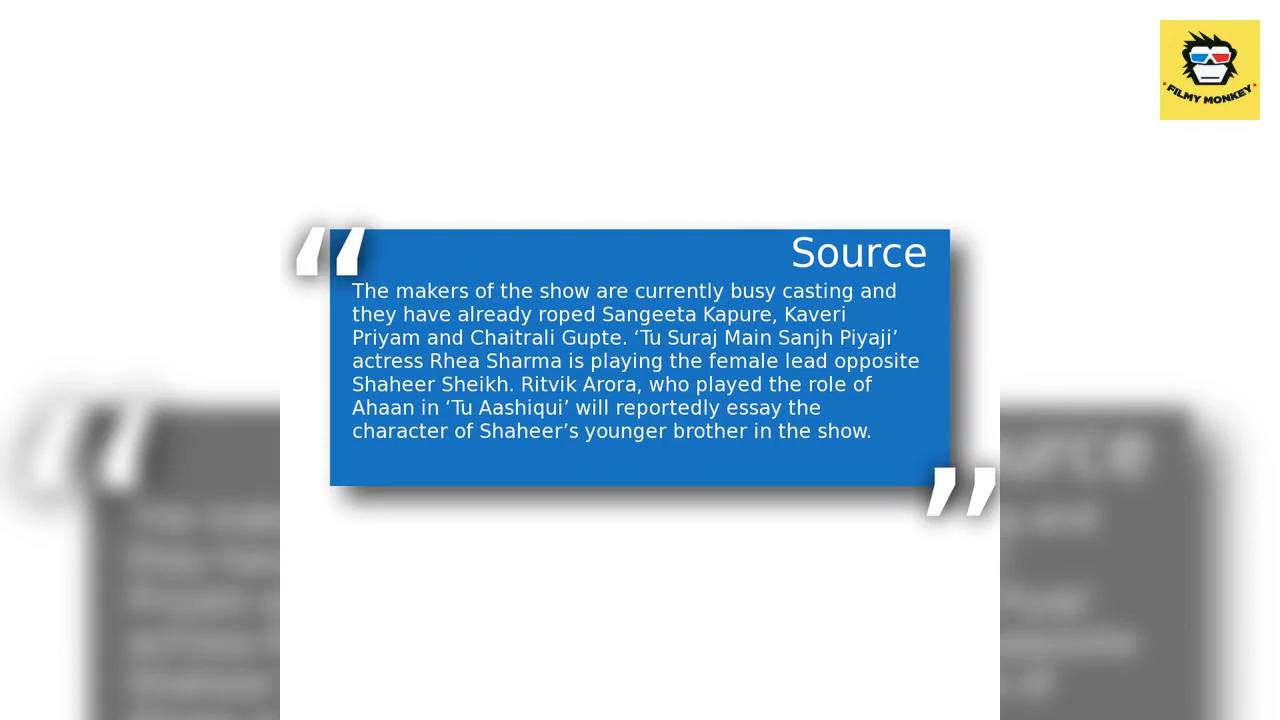 FILMY MONKEY
“
Source
The makers of the show are currently busy casting and
they have already roped Sangeeta Kapure, Kaveri
Priyam and Chaitrali Gupte. ‘Tu Suraj Main Sanjh Piyaji’
actress Rhea Sharma is playing the female lead opposite
Shaheer Sheikh. Ritvik Arora, who played the role of
Ahaan in ‘Tu Aashiqui’ will reportedly essay the
character of Shaheer’s younger brother in the show.
”